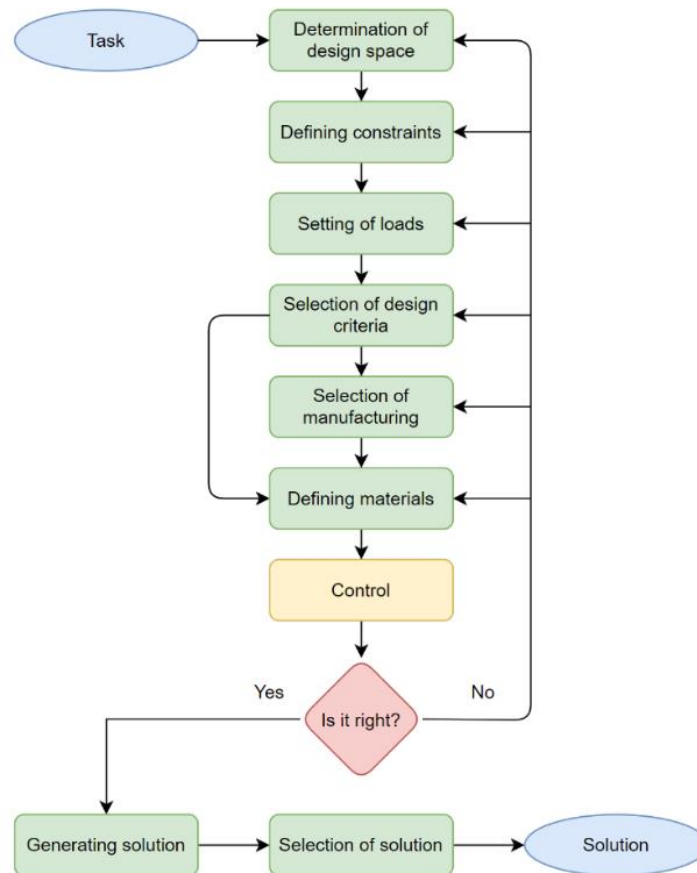 Task
Determination of
design space
Defining constraints
Setting of loads
Selection of design
criteria
Selection of
manufacturing
Defining materials
Control
Yes
No
Is it right?
Generating solution
Selection of solution
Solution